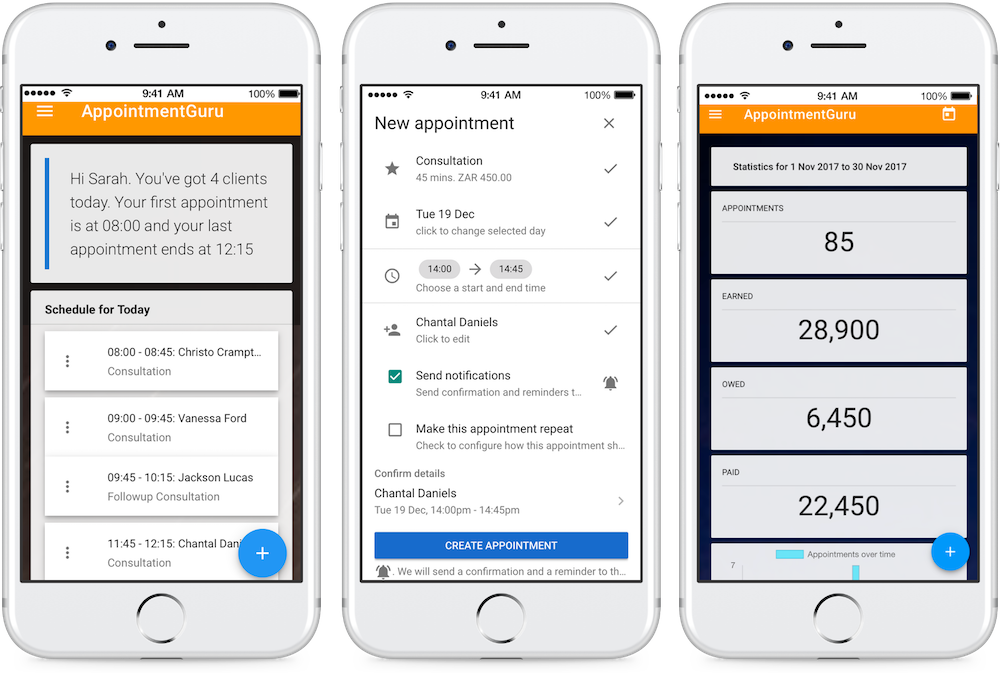 9:41 AM 100%
AppointmentGuru
Hi Sarah. You've got 4 clients
today. Your first appointment
is at 08:00 and your last
appointment ends at 12:15
Schedule for Today
08:00 - 08:45: Christo Crampt...
Consultation
09:00 - 09:45: Vanessa Ford
Consultation
09:45 - 10:15: Jackson Lucas
Followup Consultation
11:45 - 12:15: Chantal
Consultation
+
9:41 AM 100%
New appointment
Consultation
45 mins. ZAR 450.00
Tue 19 Dec
click to change selected day
14:00 → 14:45
Choose a start and end time
Chantal Daniels
Click to edit
Send notifications
Send confirmation and reminders t...
Make this appointment repeat
Check to configure how this appointment sh...
Confirm details
Chantal Daniels
Tue 19 Dec, 14:00pm - 14:45pm
CREATE APPOINTMENT
. We will send a confirmation and a reminder to th...
9:41 AM 100%
AppointmentGuru
Statistics for 1 Nov 2017 to 30 Nov 2017
APPOINTMENTS
85
EARNED
28,900
OWED
6,450
PAID
22,450
Appointments over time
7
+